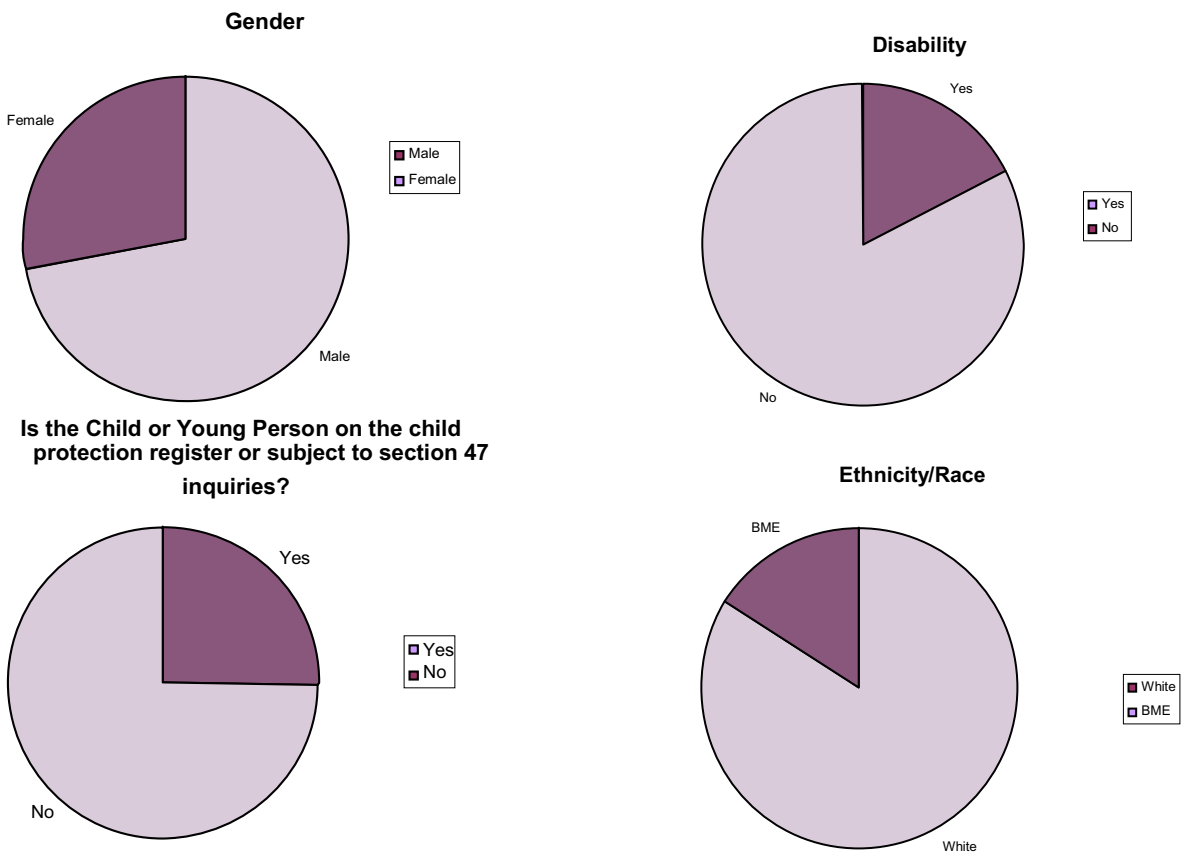 Gender
Female
Male
Male
Female
Disability
Yes
No
Yes
No
Is the Child or Young Person on the child
protection register or subject to section 47
inquiries?
Yes
No
Yes
No
Ethnicity/Race
BME
White
White
BME